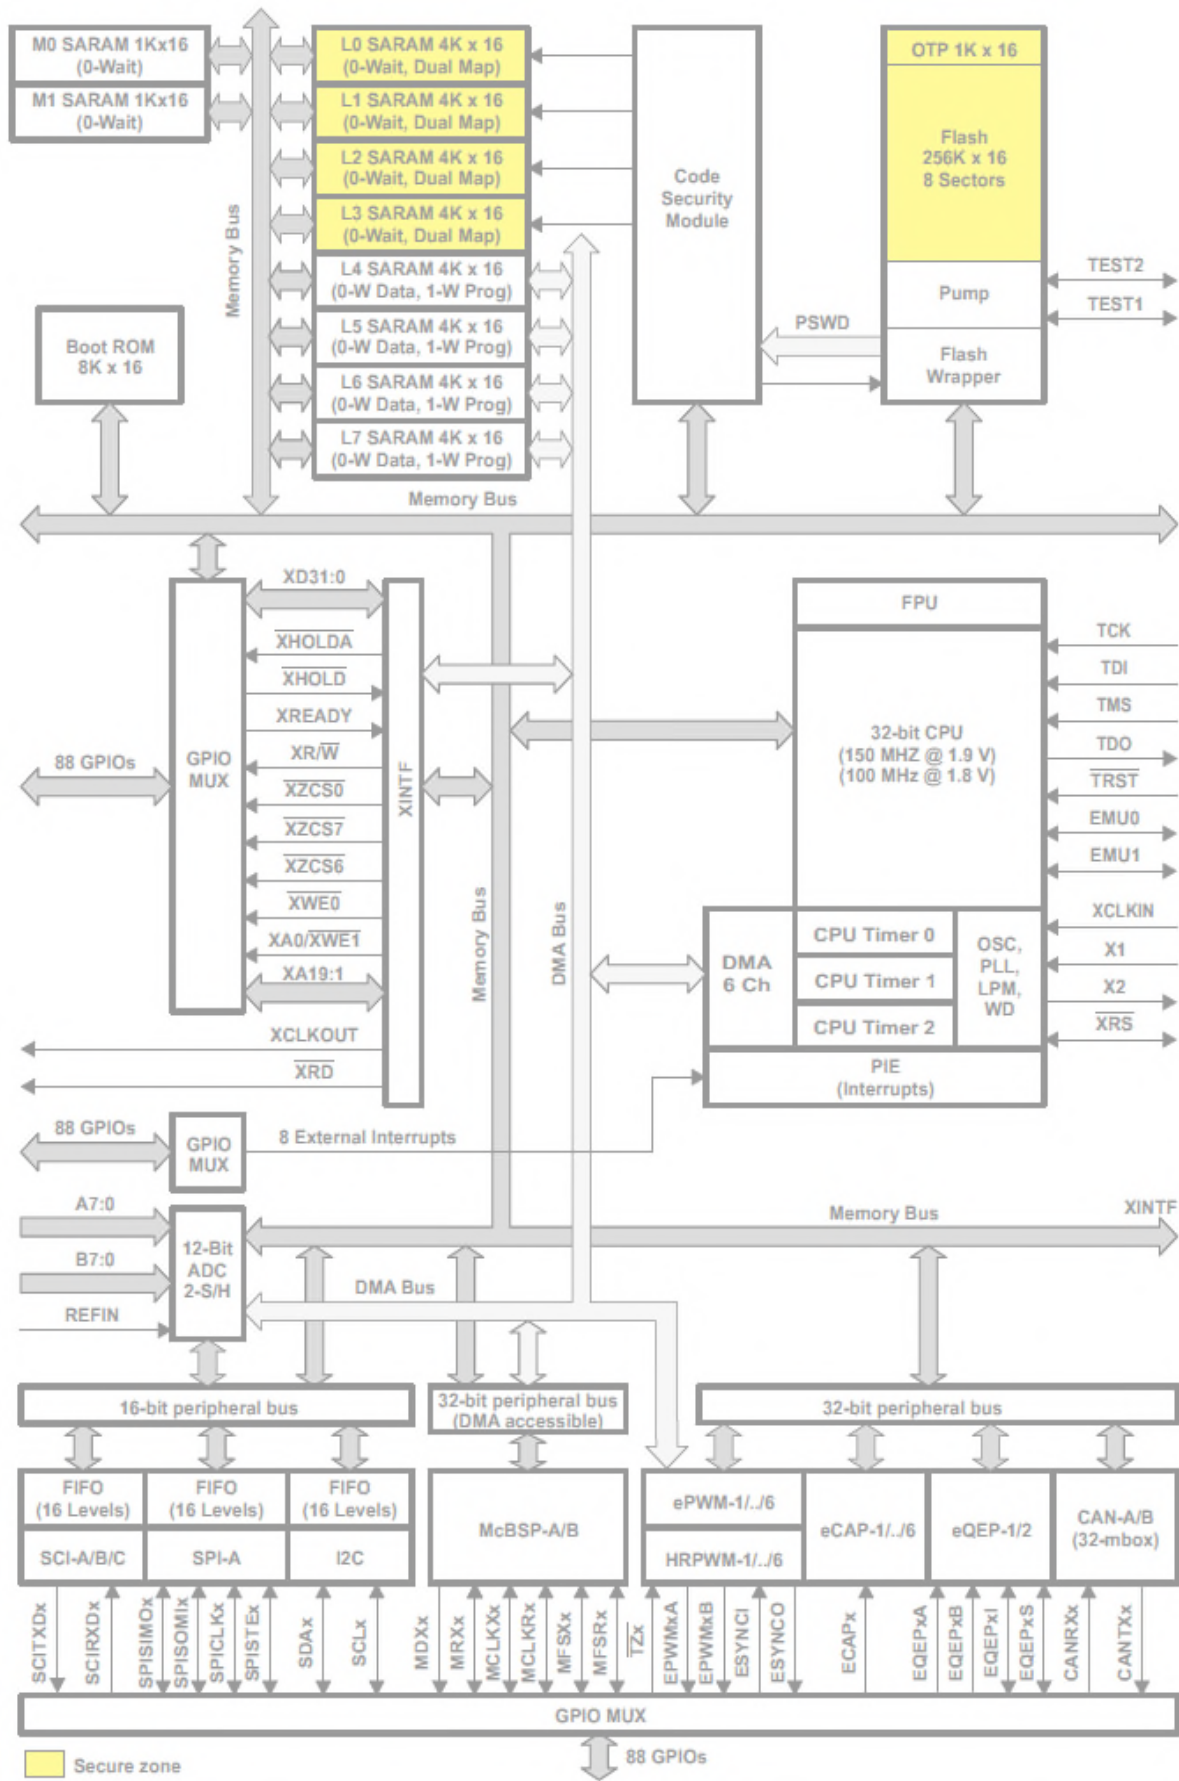 M0 SARAM 1Kx16
(0-Wait)
M1 SARAM 1Kx16
(0-Wait)
L0 SARAM 4K x 16
(0-Wait, Dual Map)
L1 SARAM 4K x 16
(0-Wait, Dual Map)
L2 SARAM 4K x 16
(0-Wait, Dual Map)
L3 SARAM 4K x 16
(0-Wait, Dual Map)
L4 SARAM 4K x 16
(0-W Data, 1-W Prog)
L5 SARAM 4K x 16
(0-W Data, 1-W Prog)
L6 SARAM 4K x 16
(0-W Data, 1-W Prog)
L7 SARAM 4K x 16
(0-W Data, 1-W Prog)
Memory Bus
Code
Security
Module
OTP 1K x 16
Flash
256K x 16
8 Sectors
Pump
Flash
Wrapper
PSWD
TEST2
TEST1
Boot ROM
8K x 16
Memory Bus
88 GPIOs
GPIO
MUX
XD31:0
XHOLDA
XHOLD
XREADY
XR/W
XZCS0
XZCS7
XZCS6
XWE0
XA0/XWE1
XA19:1
XCLKOUT
XRD
XINTF
Memory Bus
DMA Bus
FPU
32-bit CPU
(150 MHZ @ 1.9 V)
(100 MHz @ 1.8 V)
DMA
6 Ch
CPU Timer 0
CPU Timer 1
CPU Timer 2
OSC,
PLL,
LPM,
WD
PIE
(Interrupts)
TCK
TDI
TMS
TDO
TRST
EMU0
EMU1
XCLKIN
X1
X2
XRS
88 GPIOs
GPIO
MUX
8 External Interrupts
A7:0
B7:0
REFIN
12-Bit
ADC
2-S/H
Memory Bus
XINTF
DMA Bus
16-bit peripheral bus
32-bit peripheral bus
(DMA accessible)
32-bit peripheral bus
FIFO
(16 Levels)
FIFO
(16 Levels)
FIFO
(16 Levels)
SCI-A/B/C
SPI-A
I2C
McBSP-A/B
ePWM-1/../6
HRPWM-1/../6
eCAP-1/../6
eQEP-1/2
CAN-A/B
(32-mbox)
SCITXDx
SCIRXDx
SPISIMOx
SPISOMIx
SPICLKx
SPISTEx
SDAx
SCLx
MDXx
MRXx
MCLKXx
MCLKRx
MFSXx
MFSRx
TZx
EPWMxA
EPWMxB
ESYNCI
ESYNCO
ECAPx
EQEPxA
EQEPxB
EQEPxI
EQEPxS
CANRXx
CANTXx
GPIO MUX
88 GPIOs
Secure zone